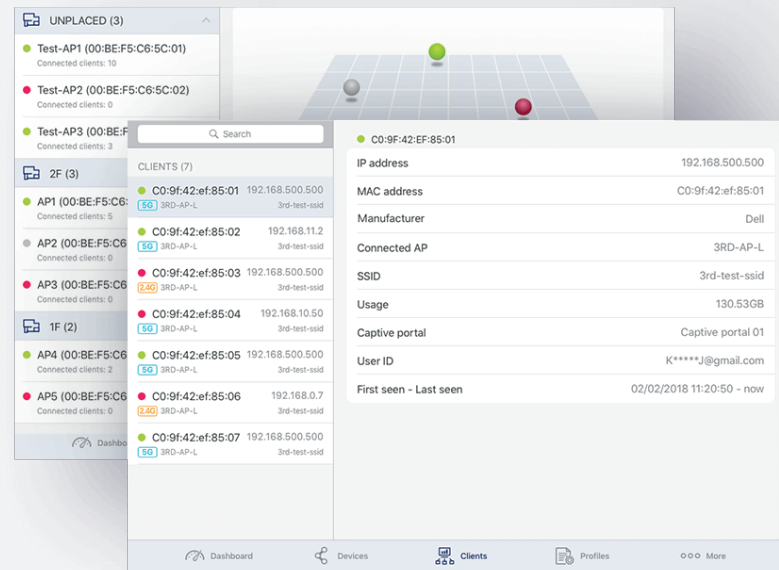 UNPLACED (3)
Test-AP1 (00:BE:F5:C6:5C:01)
Connected clients: 10
Test-AP2 (00:BE:F5:C6:5C:02)
Connected clients: 0
Test-AP3 (00:BE:F
Connected clients: 3
2F (3)
AP1 (00:BE:F5:C6:
Connected clients: 5
AP2 (00:BE:F5:C6
Connected clients: 0
AP3 (00:BE:F5:C6
Connected clients: 0
1F (2)
AP4 (00:BE:F5:C6
Connected clients: 2
AP5 (00:BE:F5:C6
Connected clients: 0
Dashbo
Search
CLIENTS (7)
C0:9f:42:ef:85:01 192.168.500.500
5G 3RD-AP-L 3rd-test-ssid
C0:9f:42:ef:85:02 192.168.11.2
5G 3RD-AP-L 3rd-test-ssid
C0:9f:42:ef:85:03 192.168.500.500
2.4G 3RD-AP-L 3rd-test-ssid
C0:9f:42:ef:85:04 192.168.10.50
5G 3RD-AP-L 3rd-test-ssid
C0:9f:42:ef:85:05 192.168.500.500
5G 3RD-AP-L 3rd-test-ssid
C0:9f:42:ef:85:06 192.168.0.7
2.4G 3RD-AP-L 3rd-test-ssid
C0:9f:42:ef:85:07 192.168.500.500
5G 3RD-AP-L 3rd-test-ssid
C0:9F:42:EF:85:01
IP address 192.168.500.500
MAC address C0:9f:42:ef:85:01
Manufacturer Dell
Connected AP 3RD-AP-L
SSID 3rd-test-ssid
Usage 130.53GB
Captive portal Captive portal 01
User ID K*****J@gmail.com
First seen - Last seen 02/02/2018 11:20:50 - now
Dashboard Devices Clients Profiles More